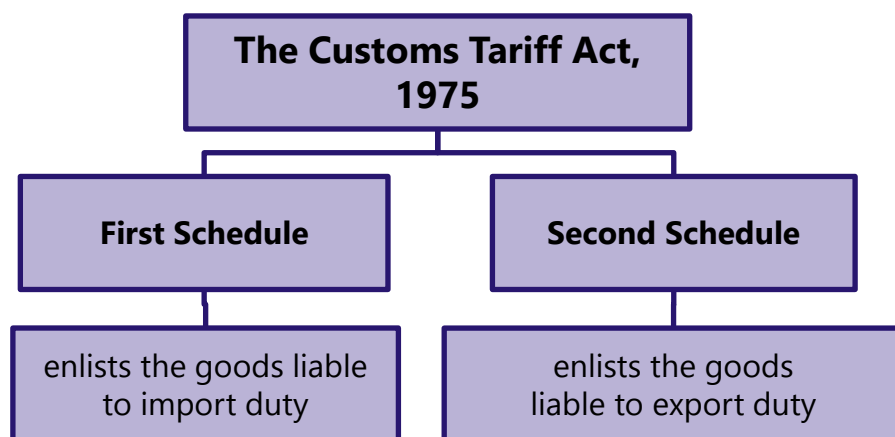 The Customs Tariff Act,
1975
First Schedule
Second Schedule
enlists the goods liable
to import duty
enlists the goods
liable to export duty